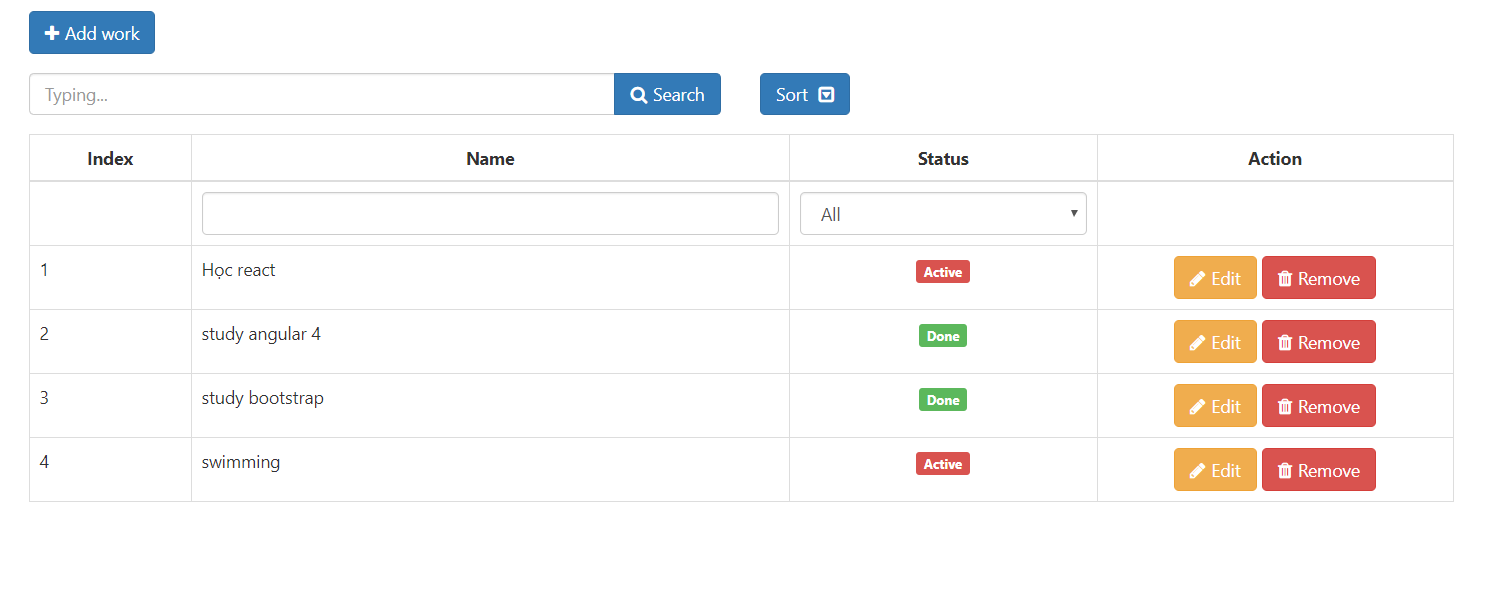 Add work
Typing... Search Sort
Index Name Status Action
All
1 Học react Active Edit Remove
2 study angular 4 Done Edit Remove
3 study bootstrap Done Edit Remove
4 swimming Active Edit Remove